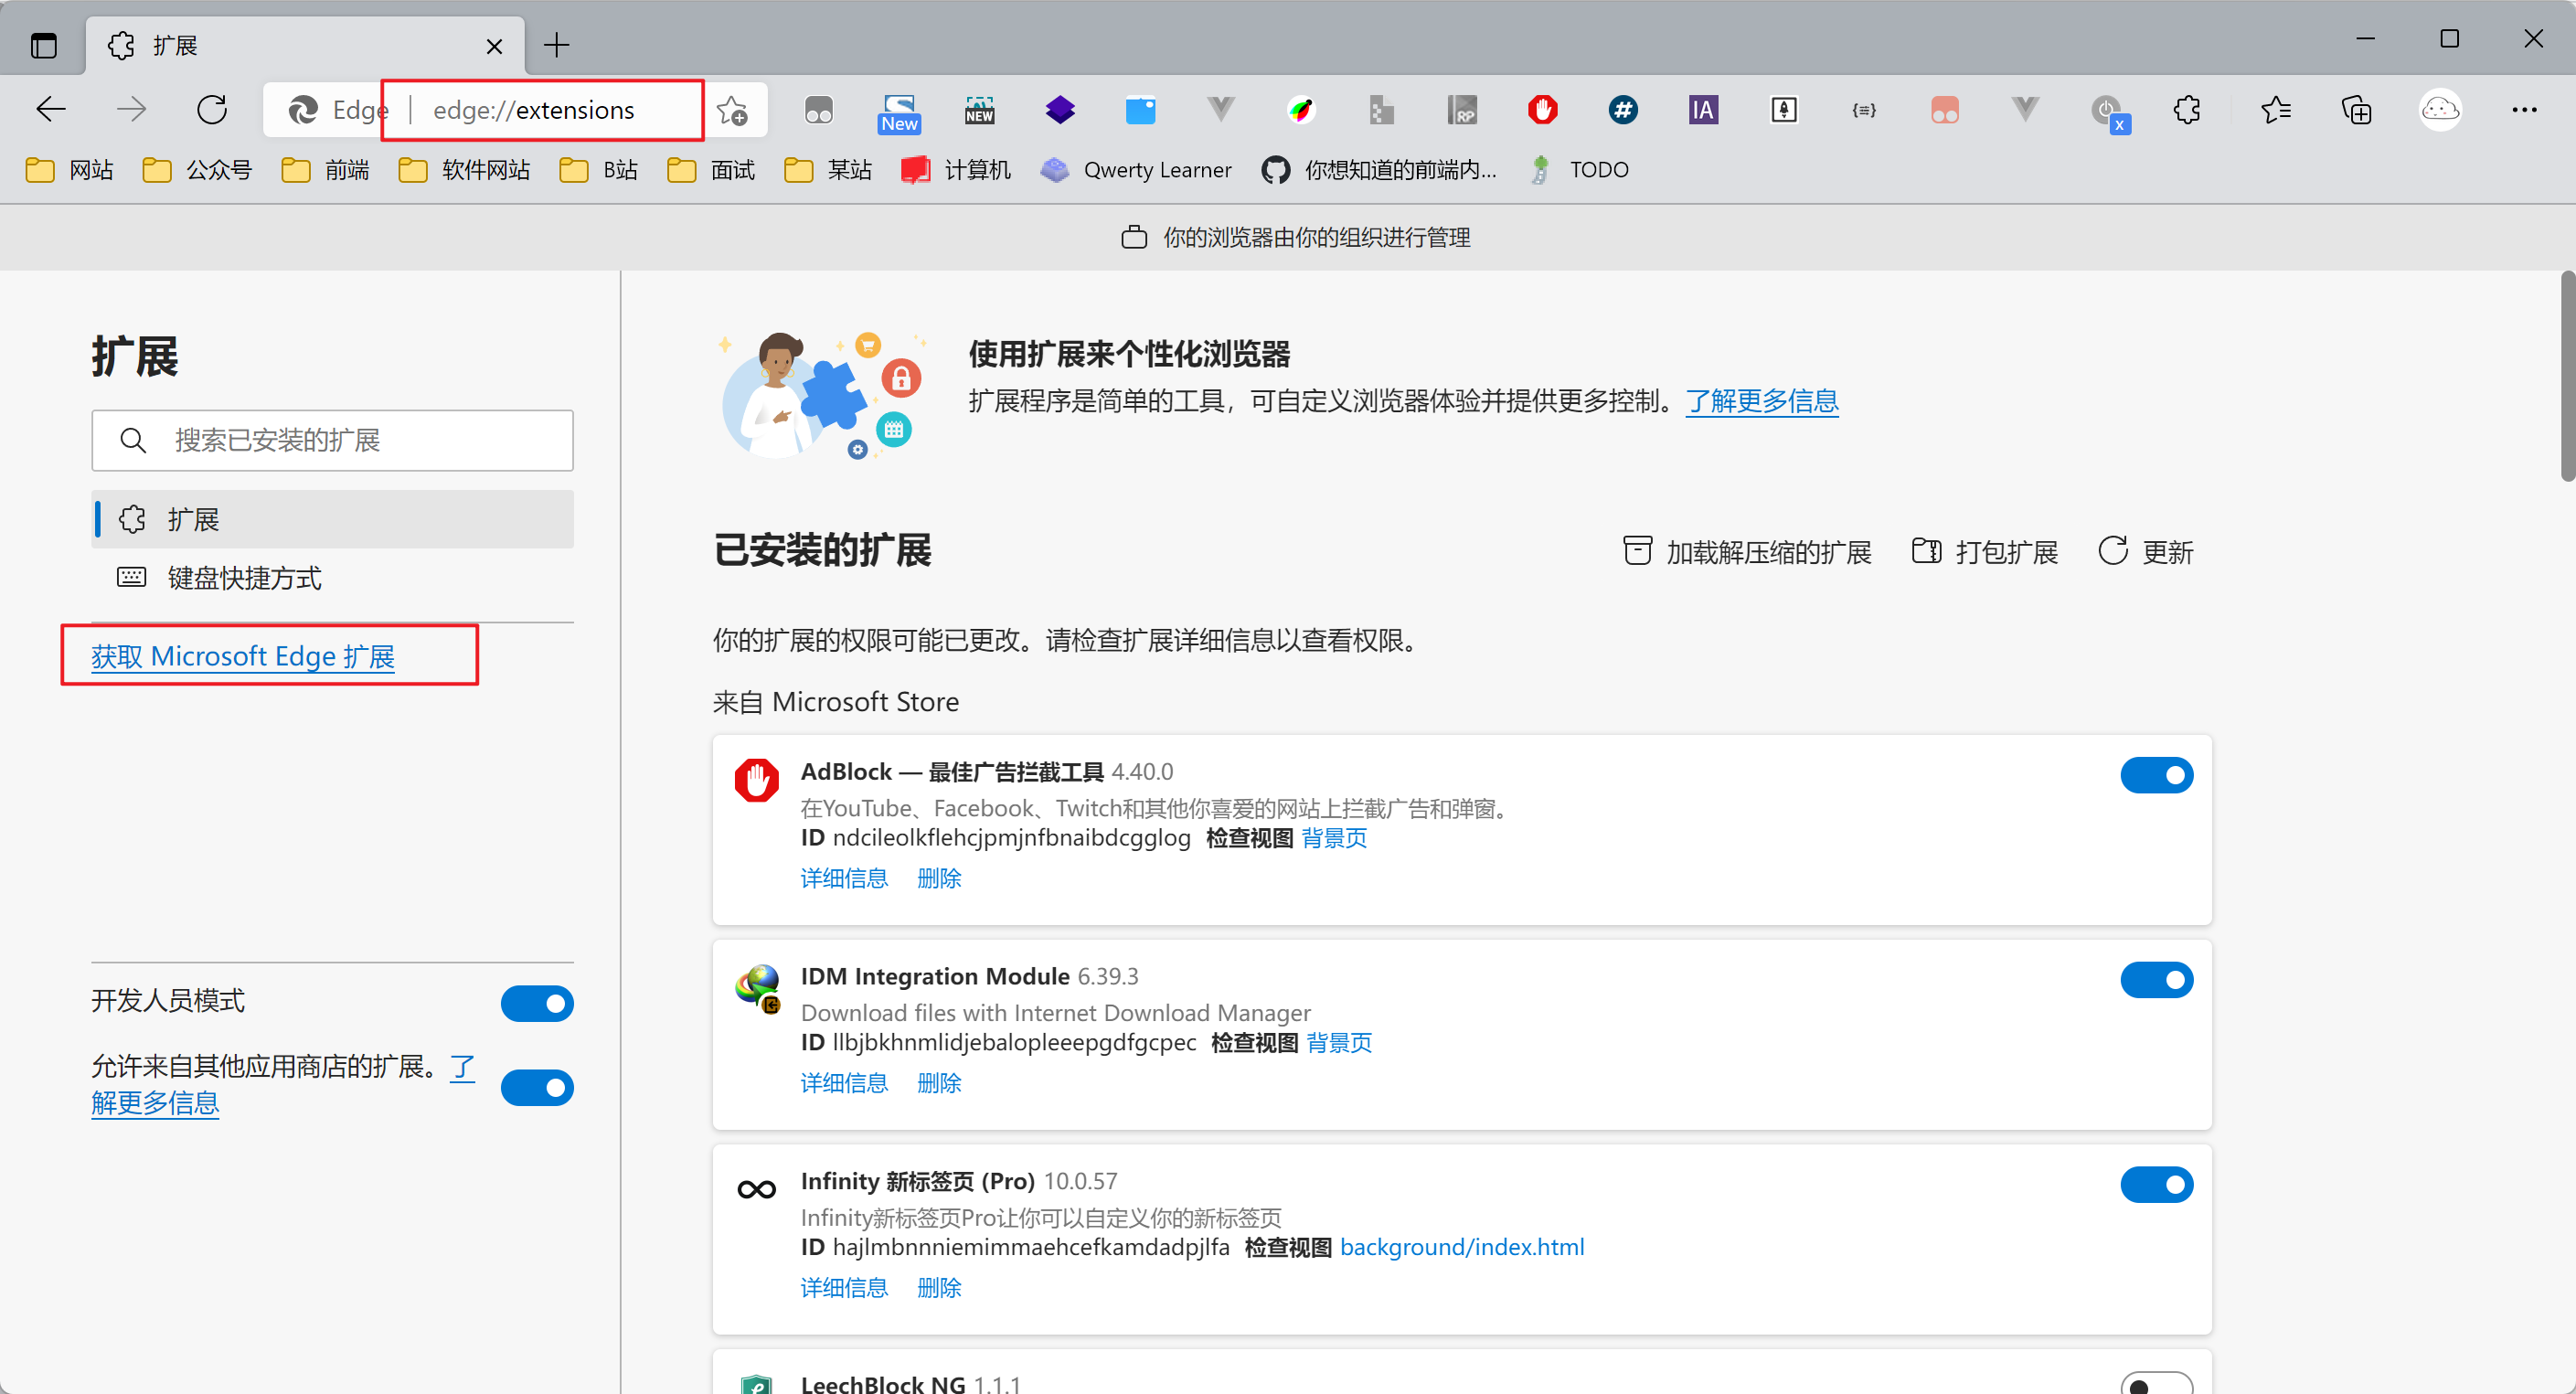 扩展
Edge | edge://extensions
New
NEW
RP
IA
x
网站 公众号 前端 软件网站 B站 面试 某站 计算机 Qwerty Learner 你想知道的前端内... TODO
你的浏览器由你的组织进行管理
扩展
搜索已安装的扩展
扩展
键盘快捷方式
获取 Microsoft Edge 扩展
开发人员模式
允许来自其他应用商店的扩展。了
解更多信息
使用扩展来个性化浏览器
扩展程序是简单的工具，可自定义浏览器体验并提供更多控制。了解更多信息
已安装的扩展 加载解压缩的扩展 打包扩展 更新
你的扩展的权限可能已更改。请检查扩展详细信息以查看权限。
来自 Microsoft Store
AdBlock — 最佳广告拦截工具 4.40.0
在YouTube、Facebook、Twitch和其他你喜爱的网站上拦截广告和弹窗。
ID ndcileolkflehcjpmjnfbnaibdcgglog 检查视图 背景页
详细信息 删除
IDM Integration Module 6.39.3
Download files with Internet Download Manager
ID llbjbkhnmlidjebalopleeepgdfgcpec 检查视图 背景页
详细信息 删除
Infinity 新标签页 (Pro) 10.0.57
Infinity新标签页Pro让你可以自定义你的新标签页
ID hajlmbnnniemimmaehcefkamdadpjlfa 检查视图 background/index.html
详细信息 删除
LeechBlock NG 1.1.1